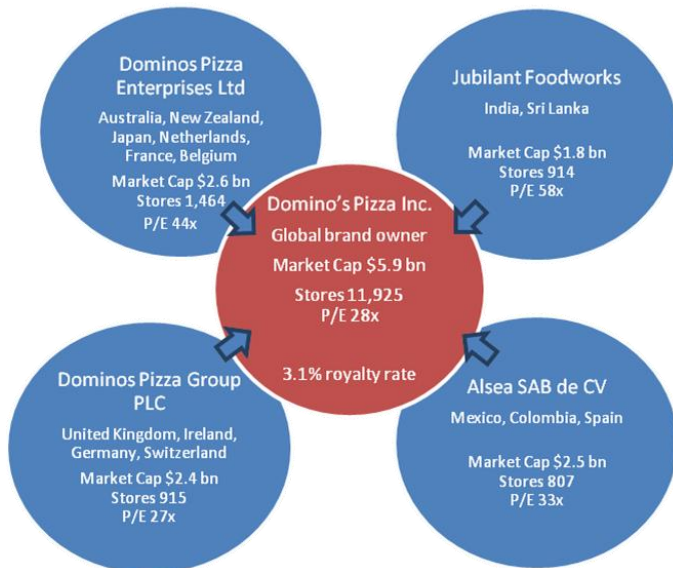 Dominos Pizza
Enterprises Ltd
Australia, New Zealand,
Japan, Netherlands,
France, Belgium
Market Cap $2.6 bn
Stores 1,464
P/E 44x
Jubilant Foodworks
India, Sri Lanka
Market Cap $1.8 bn
Stores 914
P/E 58x
Domino's Pizza Inc.
Global brand owner
Market Cap $5.9 bn
Stores 11,925
P/E 28x
3.1% royalty rate
Dominos Pizza Group
PLC
United Kingdom, Ireland,
Germany, Switzerland
Market Cap $2.4 bn
Stores 915
P/E 27x
Alsea SAB de CV
Mexico, Colombia, Spain
Market Cap $2.5 bn
Stores 807
P/E 33x